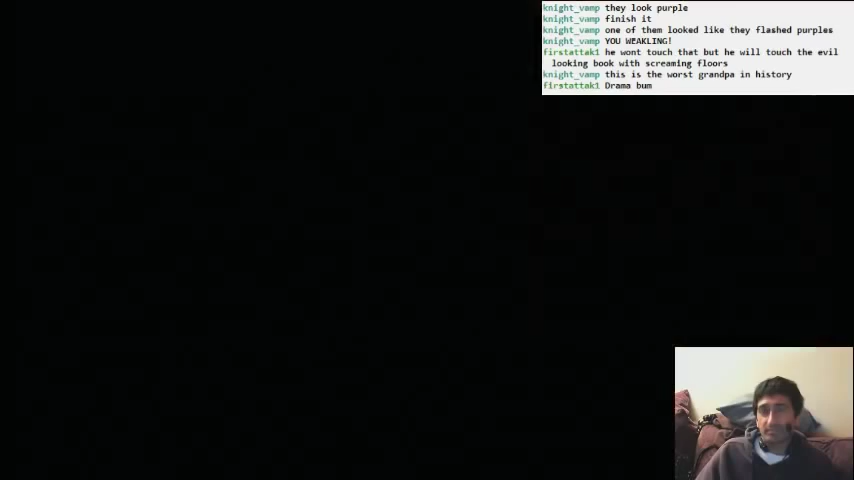 knight_vamp they look purple
knight_vamp finish it
knight_vamp one of them looked like they flashed purples
knight_vamp YOU WEAKLING!
firstattak1 he wont touch that but he will touch the evil
looking book with screaming floors
knight_vamp this is the worst grandpa in history
firstattak1 Drama bum